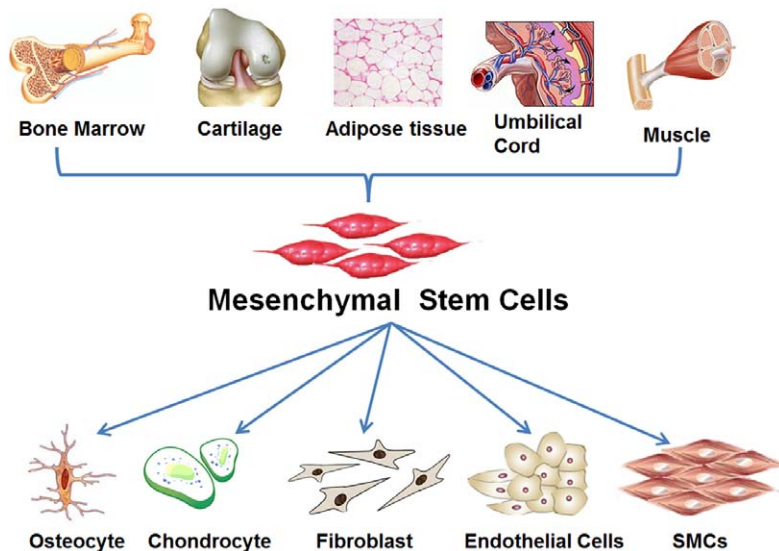 Bone Marrow
Cartilage
Adipose tissue
Umbilical
Cord
Muscle
Mesenchymal Stem Cells
Osteocyte
Chondrocyte
Fibroblast
Endothelial Cells
SMCs